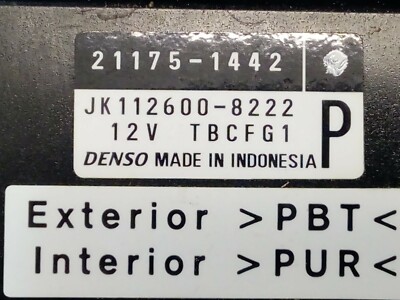 21175-1442
JK112600-8222
12V TBCFG1
P
DENSO MADE IN INDONESIA
Exterior >PBT<
Interior >PUR<